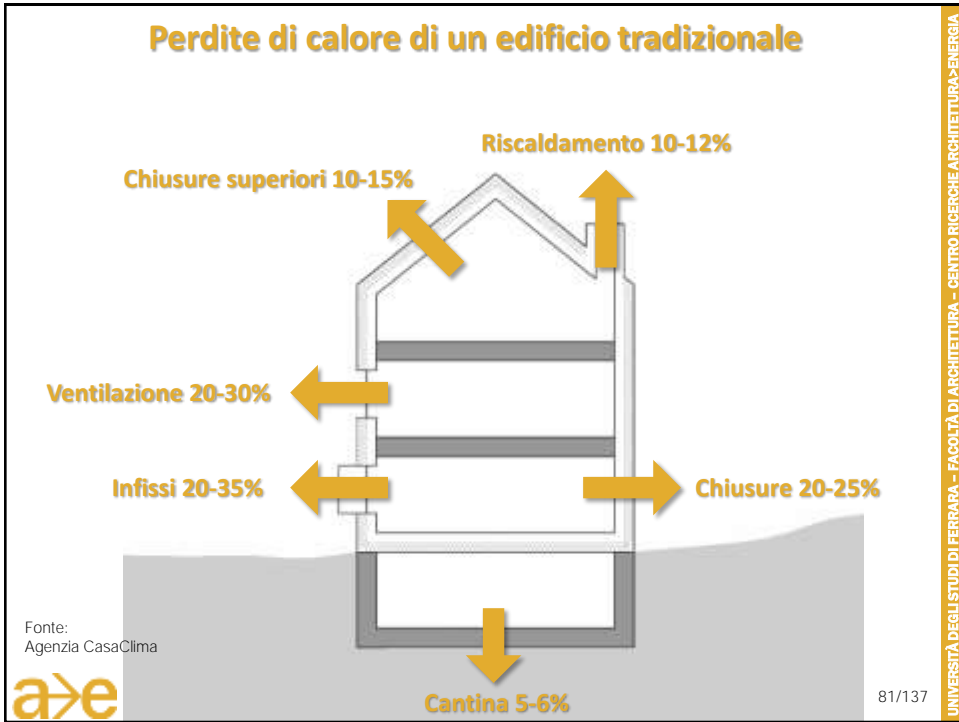 Perdite di calore di un edificio tradizionale
Riscaldamento 10-12%
Chiusure superiori 10-15%
Ventilazione 20-30%
Infissi 20-35%
Chiusure 20-25%
Fonte:
Agenzia CasaClima
Cantina 5-6%
a>e
81/137
UNIVERSITÀ DEGLI STUDI DI FERRARA – FACOLTÀ DI ARCHITETTURA – CENTRO RICERCHE ARCHITETTURA>ENERGIA